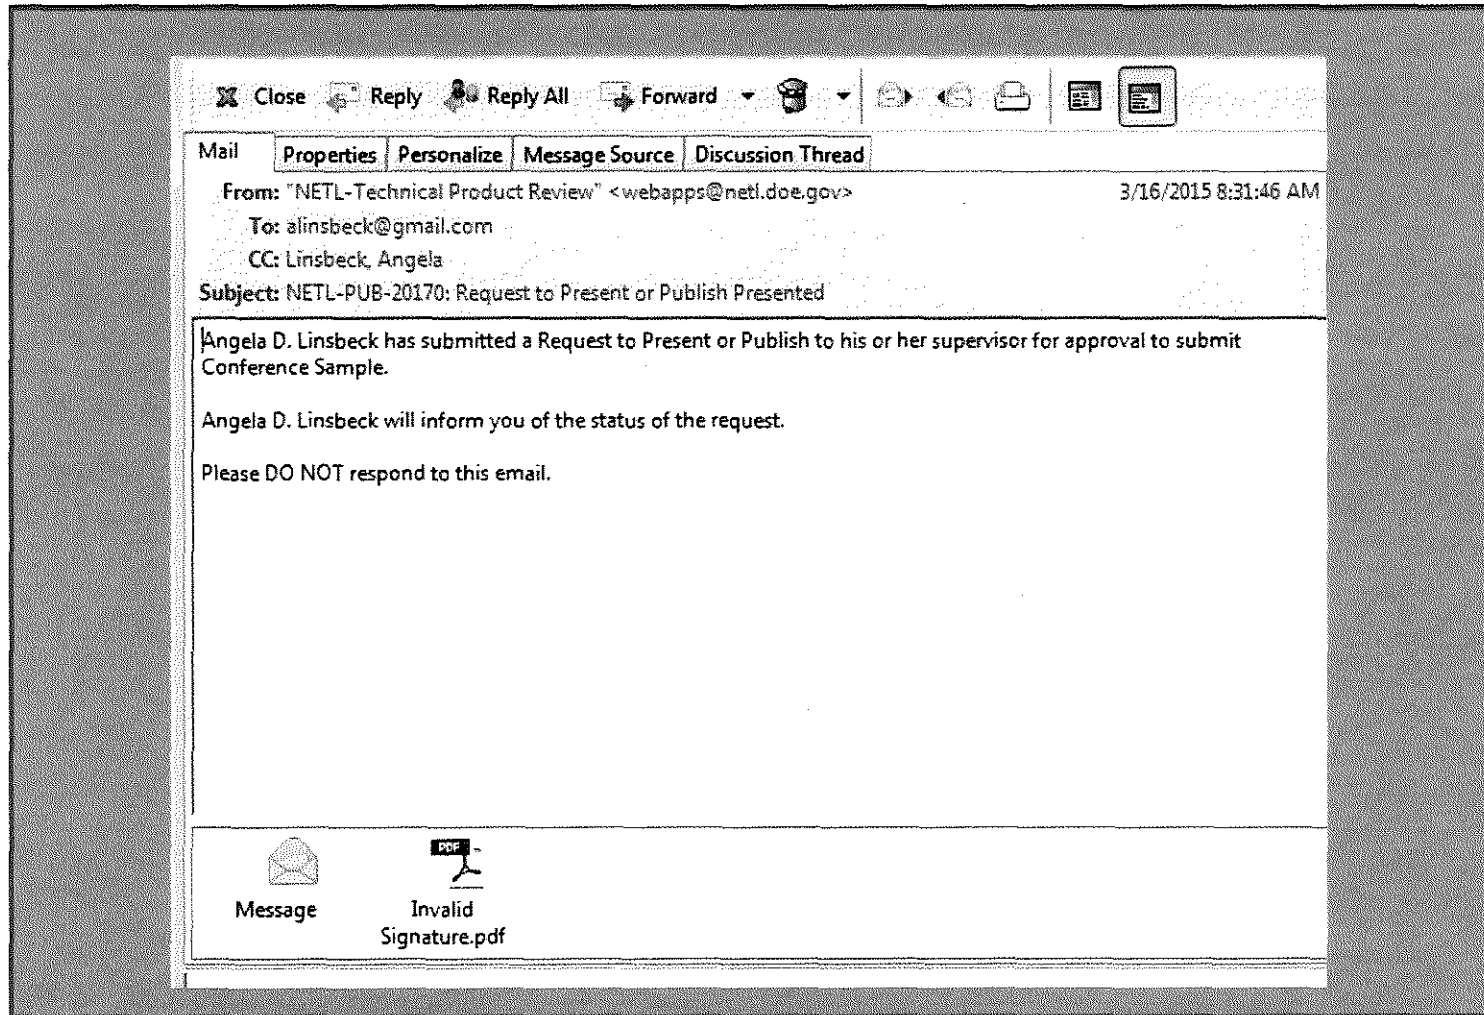 Close Reply Reply All Forward
Mail Properties Personalize Message Source Discussion Thread
From: "NETL-Technical Product Review" <webapps@netl.doe.gov> 3/16/2015 8:31:46 AM
To: alinsbeck@gmail.com
CC: Linsbeck, Angela
Subject: NETL-PUB-20170: Request to Present or Publish Presented
Angela D. Linsbeck has submitted a Request to Present or Publish to his or her supervisor for approval to submit
Conference Sample.
Angela D. Linsbeck will inform you of the status of the request.
Please DO NOT respond to this email.
PDF
Message Invalid
Signature.pdf